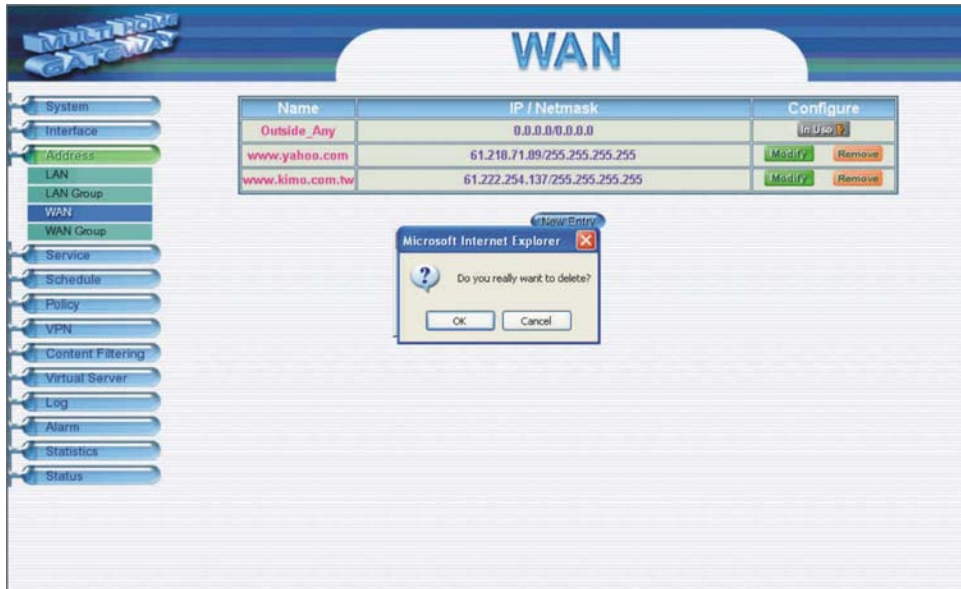 MULTI HOME
GATEWAY
WAN
System
Interface
Address
LAN
LAN Group
WAN
WAN Group
Service
Schedule
Policy
VPN
Content Filtering
Virtual Server
Log
Alarm
Statistics
Status
Name IP / Netmask Configure
Outside_Any 0.0.0.0/0.0.0.0 In Use
www.yahoo.com 61.218.71.89/255.255.255.255 Modify Remove
www.kimo.com.tw 61.222.254.137/255.255.255.255 Modify Remove
New Entry
Microsoft Internet Explorer
Do you really want to delete?
OK Cancel